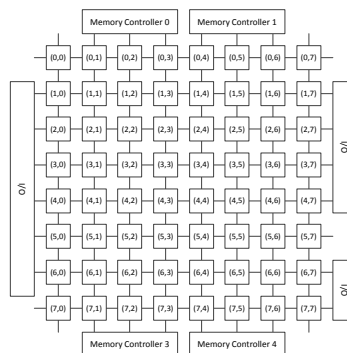 Memory Controller 0 Memory Controller 1
(0,0) (0,1) (0,2) (0,3) (0,4) (0,5) (0,6) (0,7)
(1,0) (1,1) (1,2) (1,3) (1,4) (1,5) (1,6) (1,7)
(2,0) (2,1) (2,2) (2,3) (2,4) (2,5) (2,6) (2,7)
(3,0) (3,1) (3,2) (3,3) (3,4) (3,5) (3,6) (3,7)
I/O
I/O
(4,0) (4,1) (4,2) (4,3) (4,4) (4,5) (4,6) (4,7)
(5,0) (5,1) (5,2) (5,3) (5,4) (5,5) (5,6) (5,7)
(6,0) (6,1) (6,2) (6,3) (6,4) (6,5) (6,6) (6,7)
I/O
(7,0) (7,1) (7,2) (7,3) (7,4) (7,5) (7,6) (7,7)
Memory Controller 3 Memory Controller 4